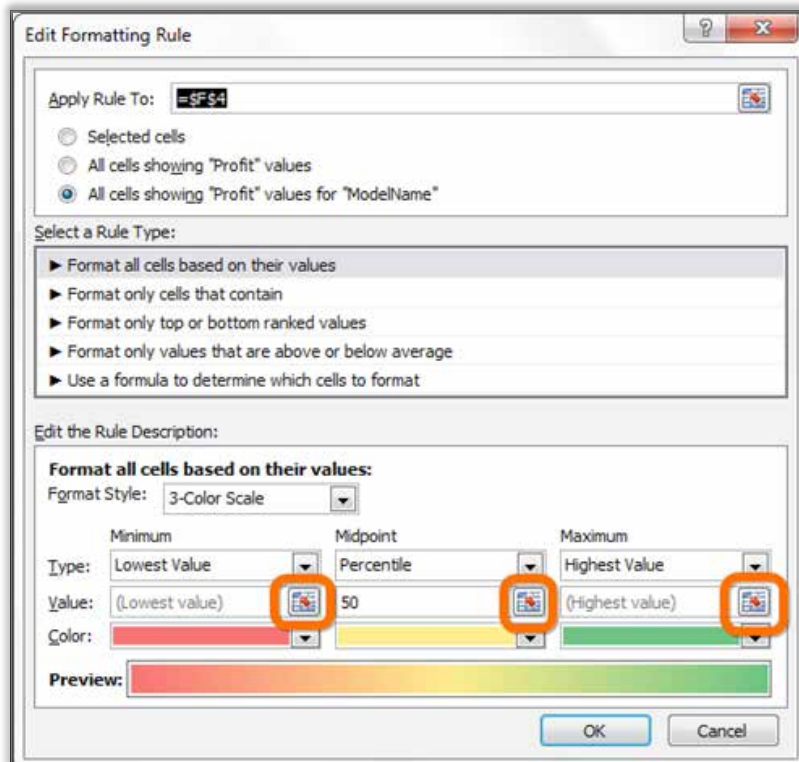 Edit Formatting Rule
Apply Rule To: =$F$4
Selected cells
All cells showing "Profit" values
All cells showing "Profit" values for "ModelName"
Select a Rule Type:
► Format all cells based on their values
► Format only cells that contain
► Format only top or bottom ranked values
► Format only values that are above or below average
► Use a formula to determine which cells to format
Edit the Rule Description:
Format all cells based on their values:
Format Style: 3-Color Scale
Minimum Midpoint Maximum
Type: Lowest Value Percentile Highest Value
Value: (Lowest value) 50 (Highest value)
Color:
Preview:
OK Cancel